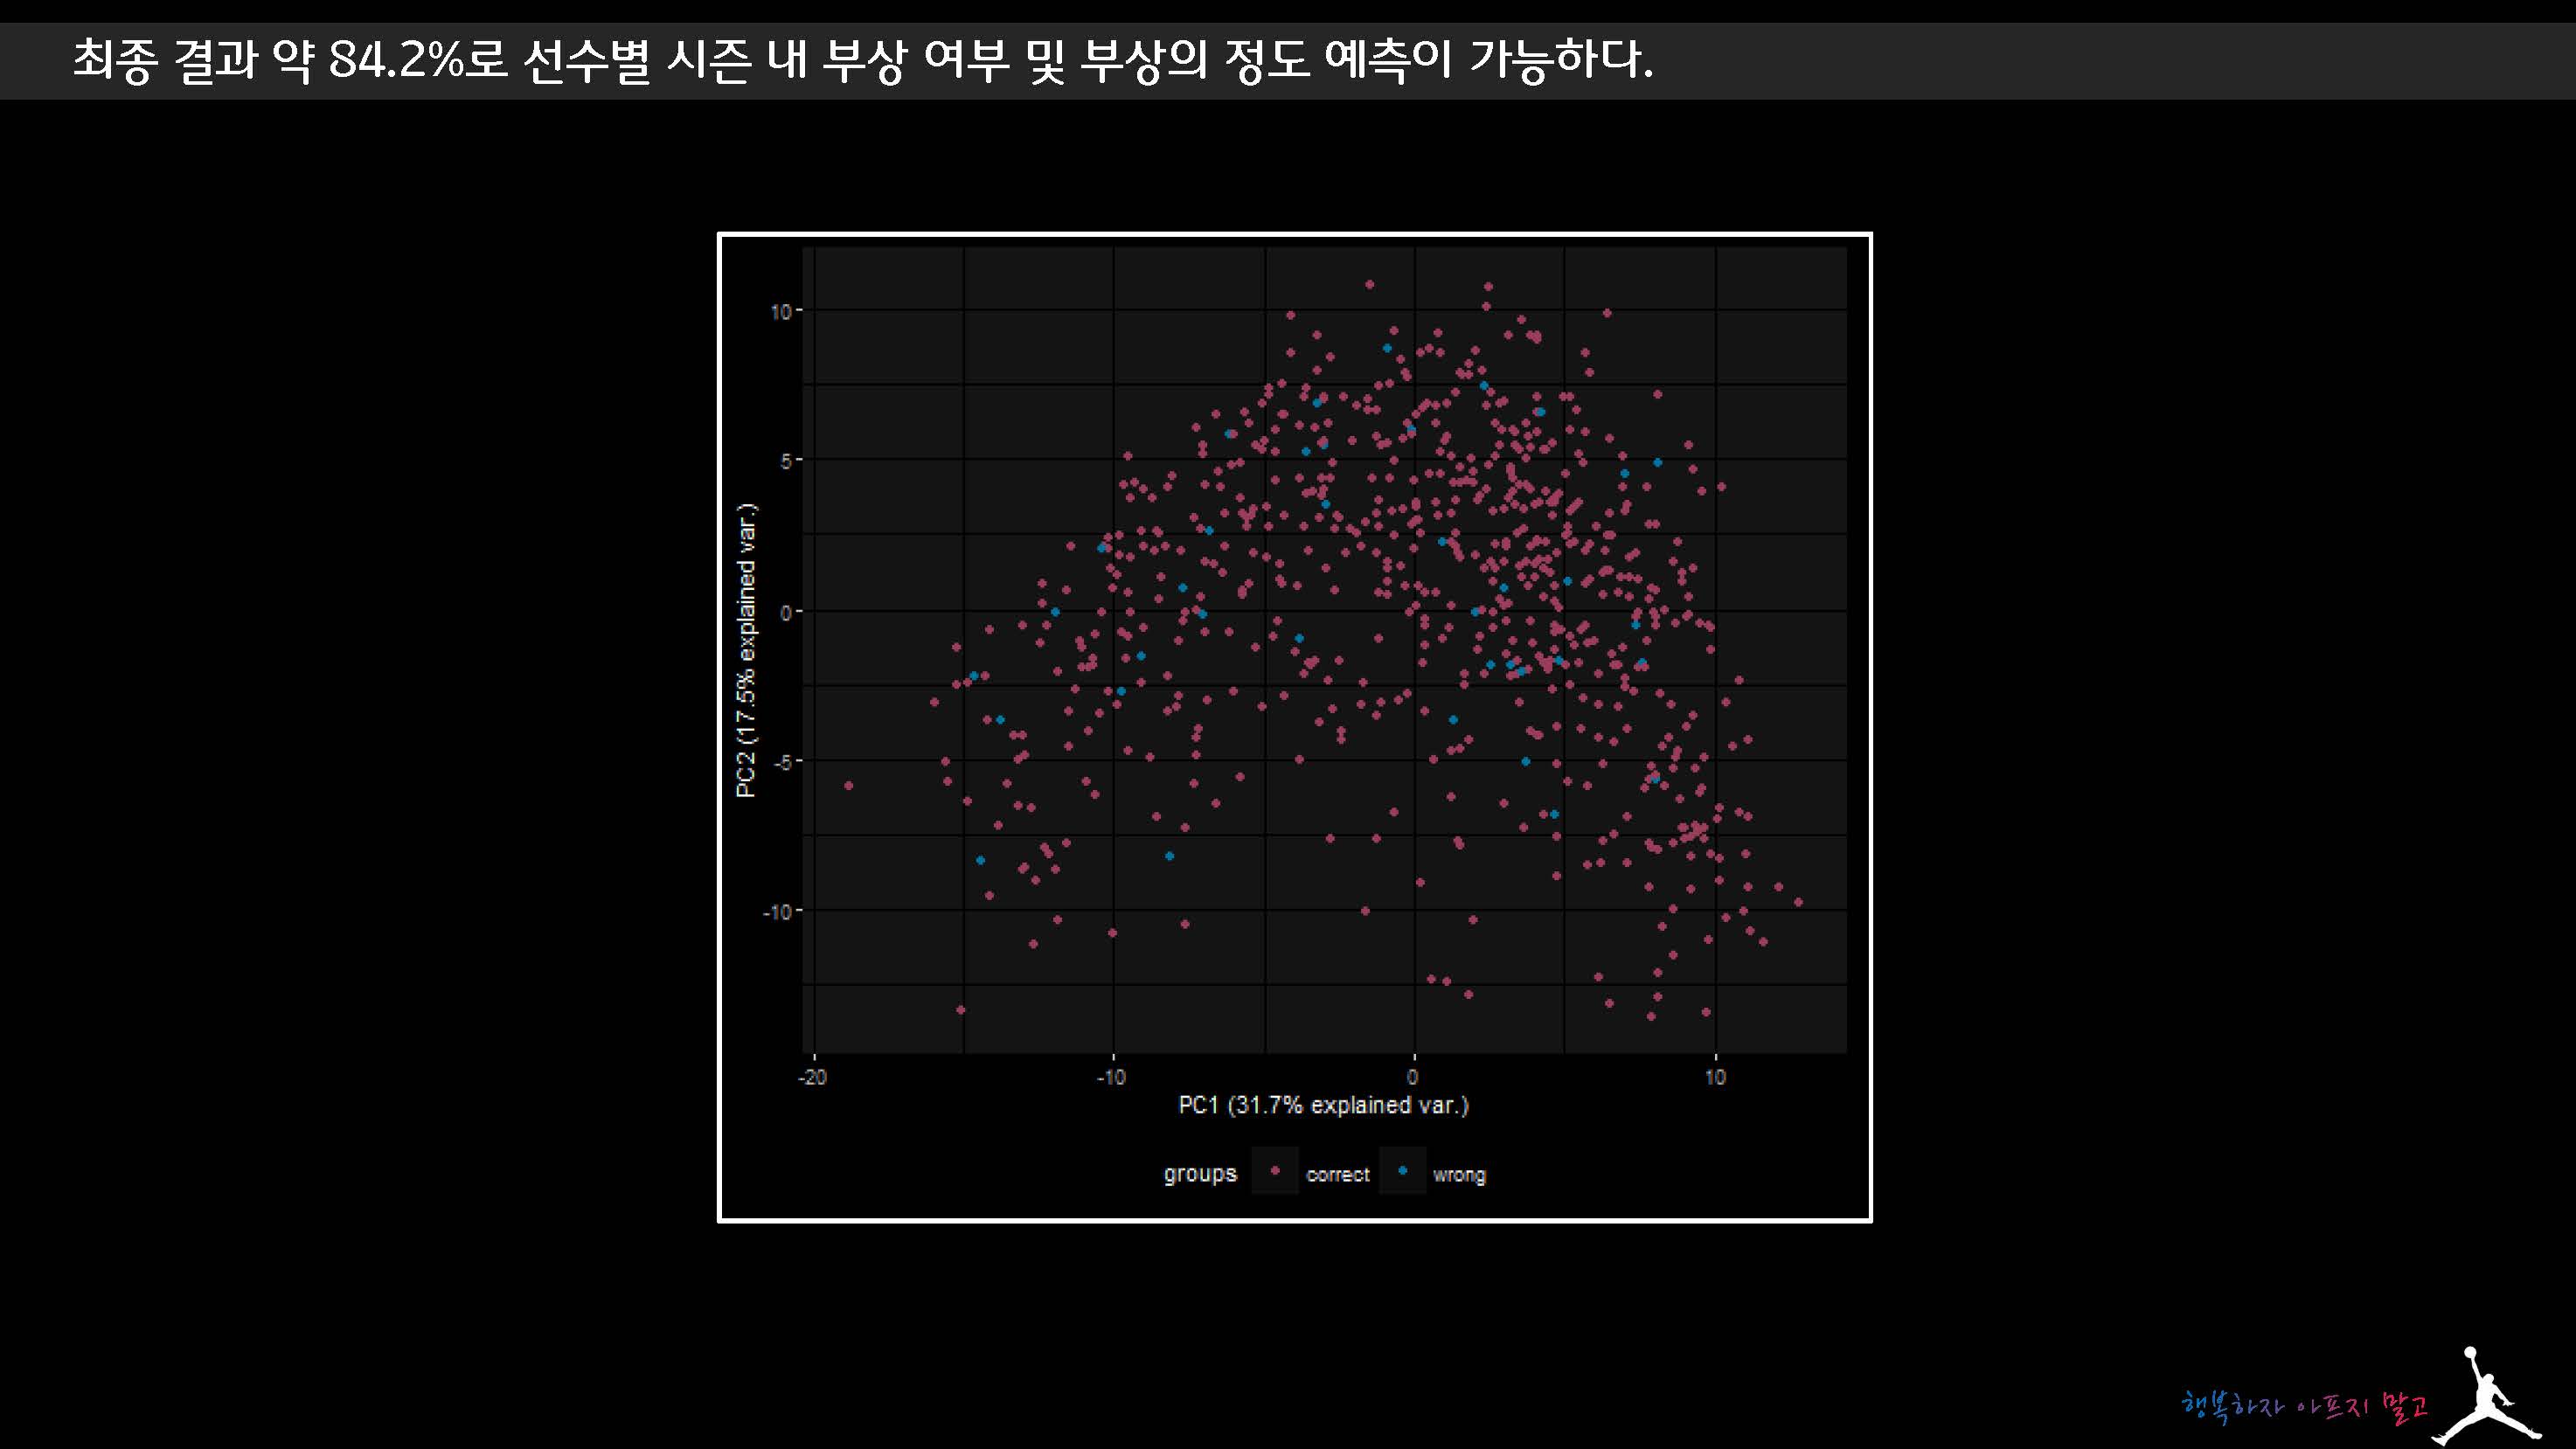 최종 결과 약 84.2%로 선수별 시즌 내 부상 여부 및 부상의 정도 예측이 가능하다.
10
5
0
-5
-10
PC2 (17.5% explained var.)
-20 -10 0 10
PC1 (31.7% explained var.)
groups correct wrong
행복하자 아프지 말고